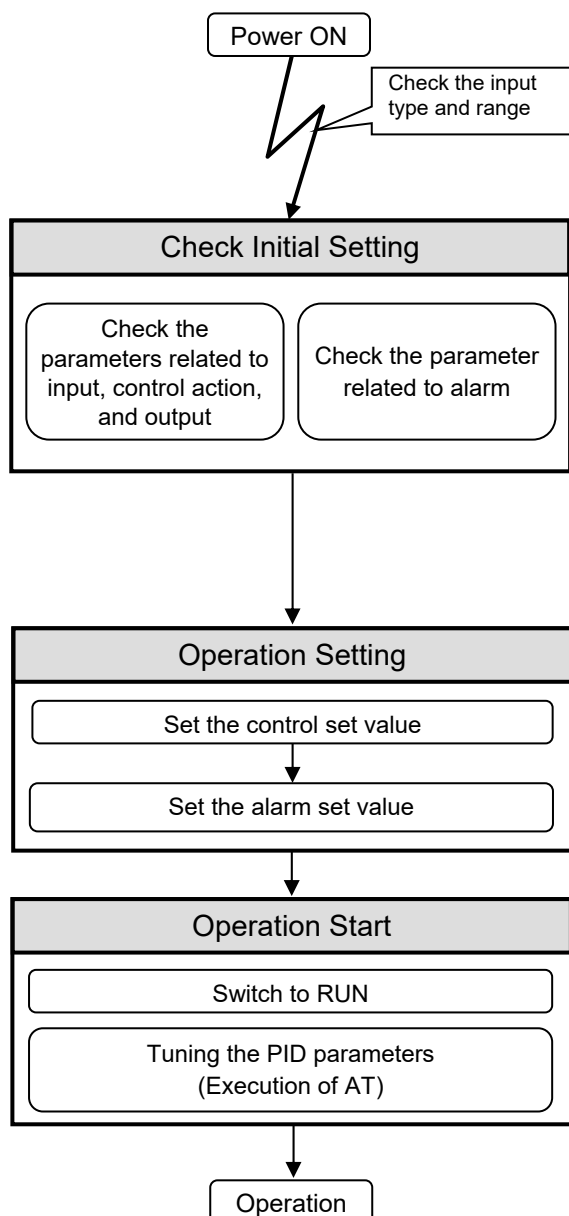 Power ON
Check the input
type and range
Check Initial Setting
Check the
parameters related to
input, control action,
and output
Check the parameter
related to alarm
Operation Setting
Set the control set value
Set the alarm set value
Operation Start
Switch to RUN
Tuning the PID parameters
(Execution of AT)
Operation